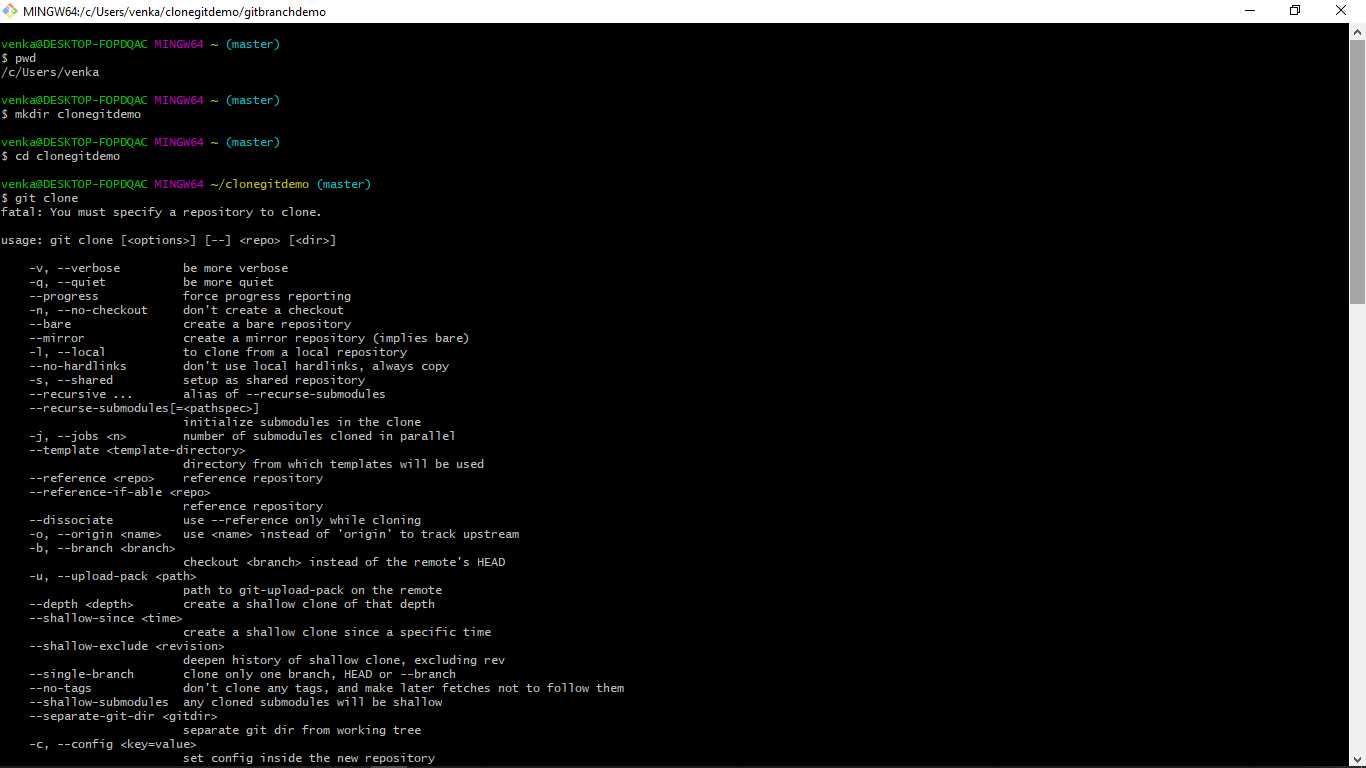 MINGW64:/c/Users/venka/clonegitdemo/gitbranchdemo
venka@DESKTOP-FOPDQAC MINGW64 ~ (master)
$ pwd
/c/Users/venka
venka@DESKTOP-FOPDQAC MINGW64 ~ (master)
$ mkdir clonegitdemo
venka@DESKTOP-FOPDQAC MINGW64 ~ (master)
$ cd clonegitdemo
venka@DESKTOP-FOPDQAC MINGW64 ~/clonegitdemo (master)
$ git clone
fatal: You must specify a repository to clone.
usage: git clone [<options>] [--] <repo> [<dir>]
-v, --verbose         be more verbose
-q, --quiet           be more quiet
--progress            force progress reporting
-n, --no-checkout     don't create a checkout
--bare                create a bare repository
--mirror              create a mirror repository (implies bare)
-l, --local           to clone from a local repository
--no-hardlinks        don't use local hardlinks, always copy
-s, --shared          setup as shared repository
--recursive ...       alias of --recurse-submodules
--recurse-submodules[=<pathspec>]
initialize submodules in the clone
-j, --jobs <n>        number of submodules cloned in parallel
--template <template-directory>
directory from which templates will be used
--reference <repo>    reference repository
--reference-if-able <repo>
reference repository
--dissociate          use --reference only while cloning
-o, --origin <name>   use <name> instead of 'origin' to track upstream
-b, --branch <branch>
checkout <branch> instead of the remote's HEAD
-u, --upload-pack <path>
path to git-upload-pack on the remote
--depth <depth>       create a shallow clone of that depth
--shallow-since <time>
create a shallow clone since a specific time
--shallow-exclude <revision>
deepen history of shallow clone, excluding rev
--single-branch       clone only one branch, HEAD or --branch
--no-tags             don't clone any tags, and make later fetches not to follow them
--shallow-submodules  any cloned submodules will be shallow
--separate-git-dir <gitdir>
separate git dir from working tree
-c, --config <key=value>
set config inside the new repository